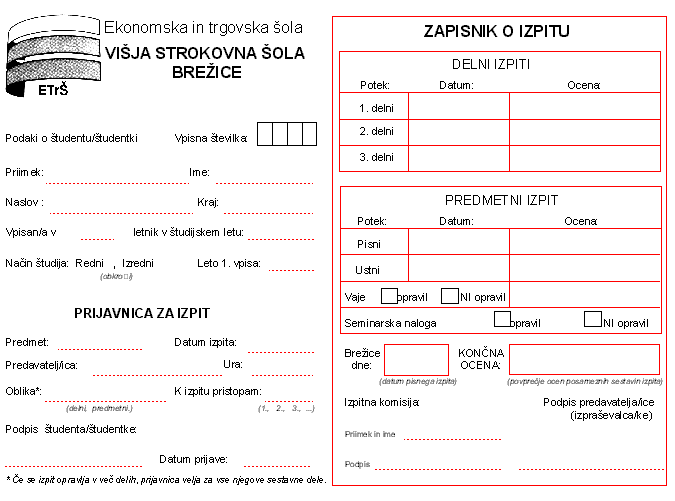 Ekonomska in trgovska šola
VIŠJA STROKOVNA ŠOLA
BREŽICE
ETrŠ
Podaki o študentu/študentki Vpisna številka:
Priimek: Ime:
Naslov : Kraj:
Vpisan/a v letnik v študijskem letu:
Način študija: Redni , Izredni Leto 1. vpisa:
(obkro□i)
PRIJAVNICA ZA IZPIT
Predmet: Datum izpita:
Predavatelj/ica: Ura:
Oblika*: K izpitu pristopam:
(delni, predmetni.) (1., 2., 3., ...)
Podpis študenta/študentke:
Datum prijave:
* Če se izpit opravlja v več delih, prijavnica velja za vse njegove sestavne dele.
ZAPISNIK O IZPITU
DELNI IZPITI
Potek: Datum: Ocena:
1. delni
2. delni
3. delni
PREDMETNI IZPIT
Potek: Datum: Ocena:
Pisni
Ustni
Vaje opravil NI opravil
Seminarska naloga opravil NI opravil
Brežice KONČNA
dne: OCENA:
(datum pisnega izpita) (povprečje ocen posameznih sestavin izpita)
Izpitna komisija: Podpis predavatelja/ice
(izpraševalca/ke)
Priimek in ime
Podpis